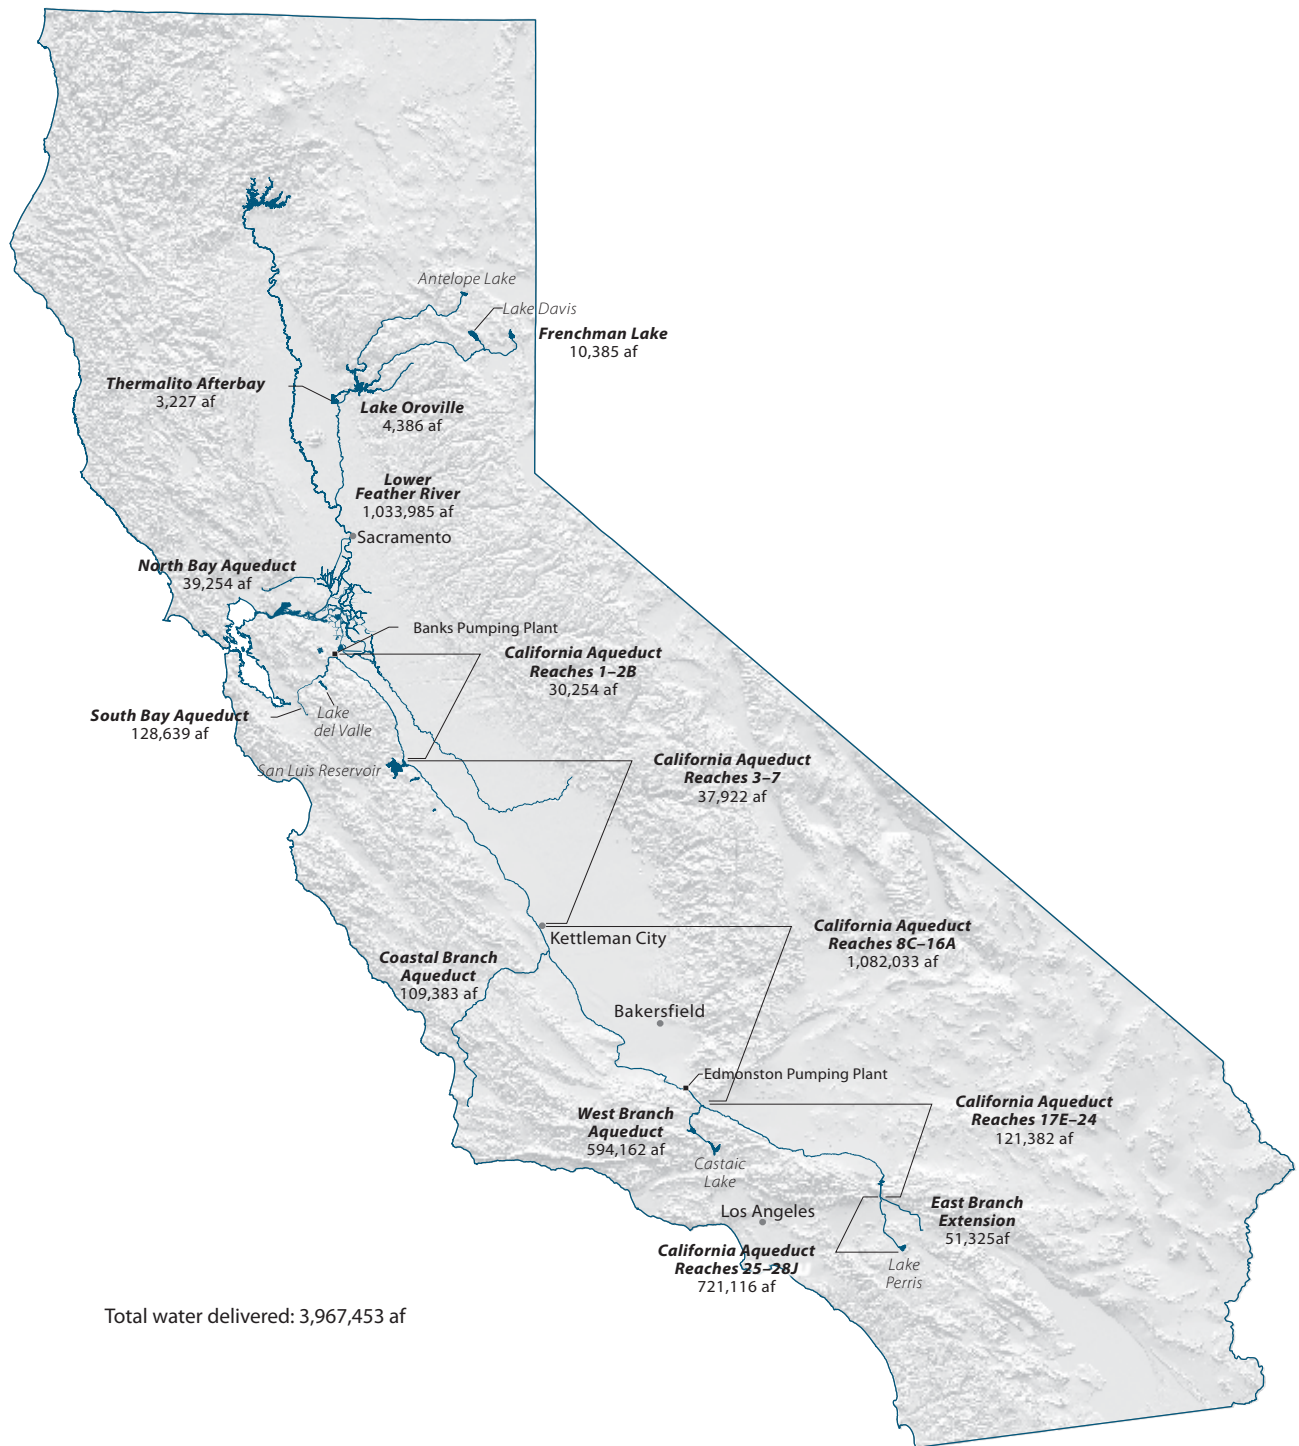 Antelope Lake
Lake Davis
Frenchman Lake
10,385 af
Thermalito Afterbay
3,227 af
Lake Oroville
4,386 af
Lower
Feather River
1,033,985 af
Sacramento
North Bay Aqueduct
39,254 af
Banks Pumping Plant
California Aqueduct
Reaches 1–2B
30,254 af
South Bay Aqueduct
128,639 af
Lake
del Valle
San Luis Reservoir
California Aqueduct
Reaches 3–7
37,922 af
Kettleman City
California Aqueduct
Reaches 8C–16A
1,082,033 af
Coastal Branch
Aqueduct
109,383 af
Bakersfield
Edmonston Pumping Plant
California Aqueduct
Reaches 17E–24
121,382 af
West Branch
Aqueduct
594,162 af
Castaic
Lake
Los Angeles
East Branch
Extension
51,325af
California Aqueduct
Reaches 25–28J
721,116 af
Lake
Perris
Total water delivered: 3,967,453 af